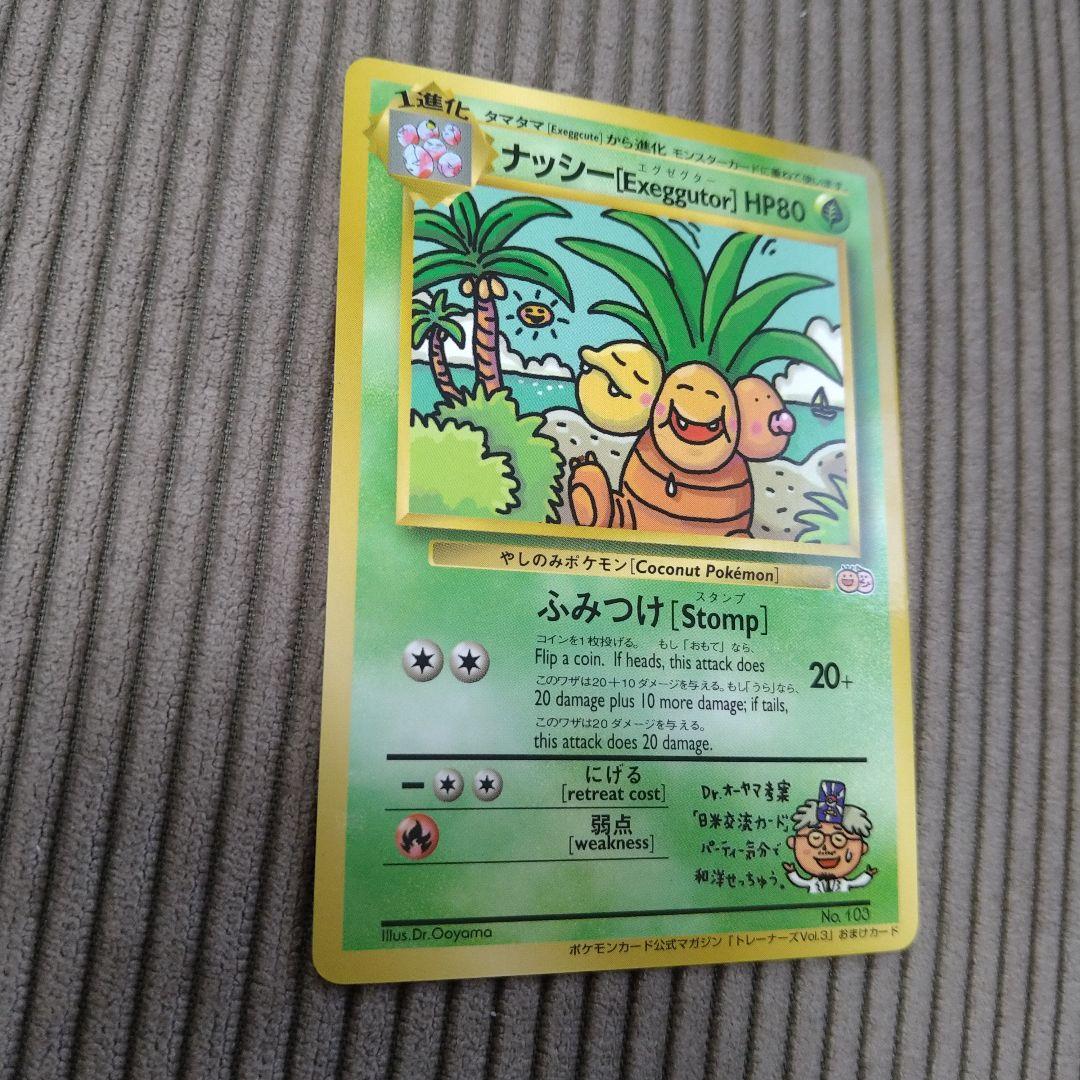 1進化
タマタマ[Exeggcute]から進化 モンスターカードに重ねて使います。
エグゼグター
ナッシー[Exeggutor] HP80
やしのみポケモン[Coconut Pokémon]
スタンプ
ふみつけ[Stomp]
コインを1枚投げる。 もし「おもて」なら、
Flip a coin. If heads, this attack does
このワザは20+10ダメージを与える。もし「うら」なら、
20 damage plus 10 more damage; if tails,
このワザは20ダメージを与える。
this attack does 20 damage.
20+
にげる
[retreat cost]
弱点
[weakness]
Dr.オーヤマ考案
「日米交流カード」
パーティー気分で
和洋せっちゅう。
No. 103
Illus. Dr. Ooyama
ポケモンカード公式マガジン「トレーナーズVol.3」おまけカード